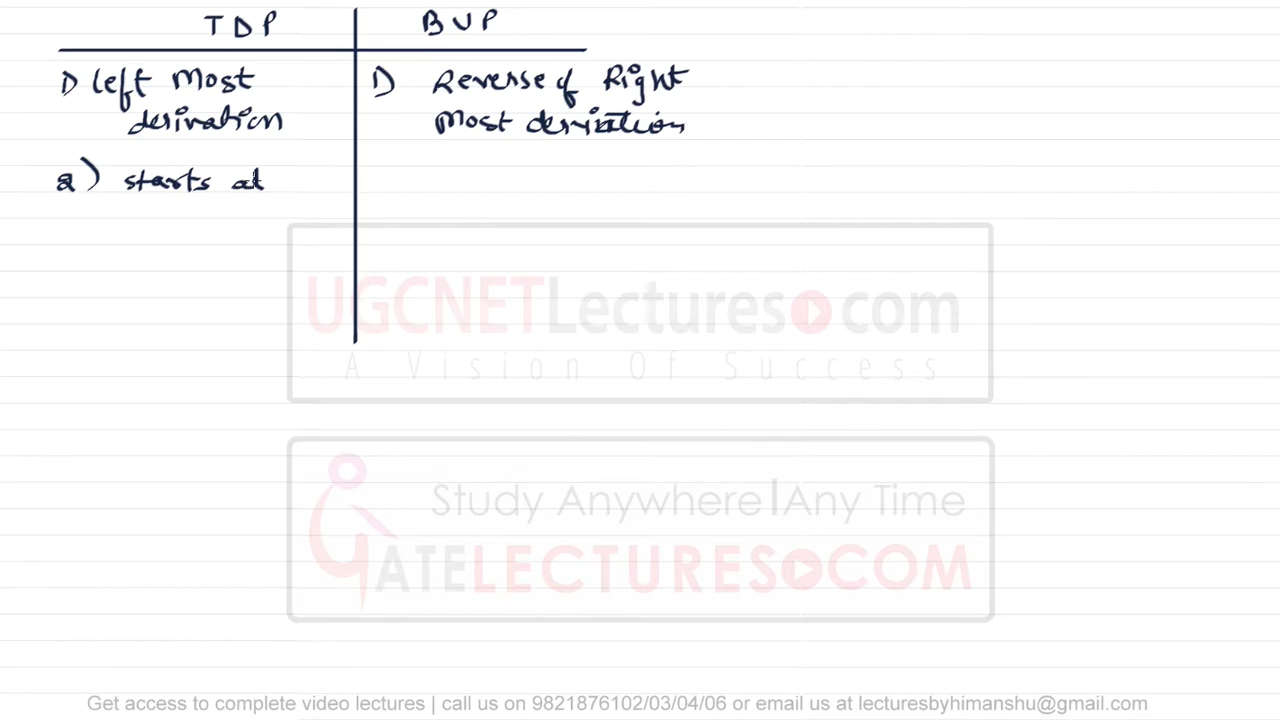 TDP
BUP
1) left most
derivation
1) Reverse of Right
most derivation
2) starts at
UGCNETLectures.com
A Vision Of Success
Study Anywhere|Any Time
GATELECTURES.COM
Get access to complete video lectures | call us on 9821876102/03/04/06 or email us at lecturesbyhimanshu@gmail.com